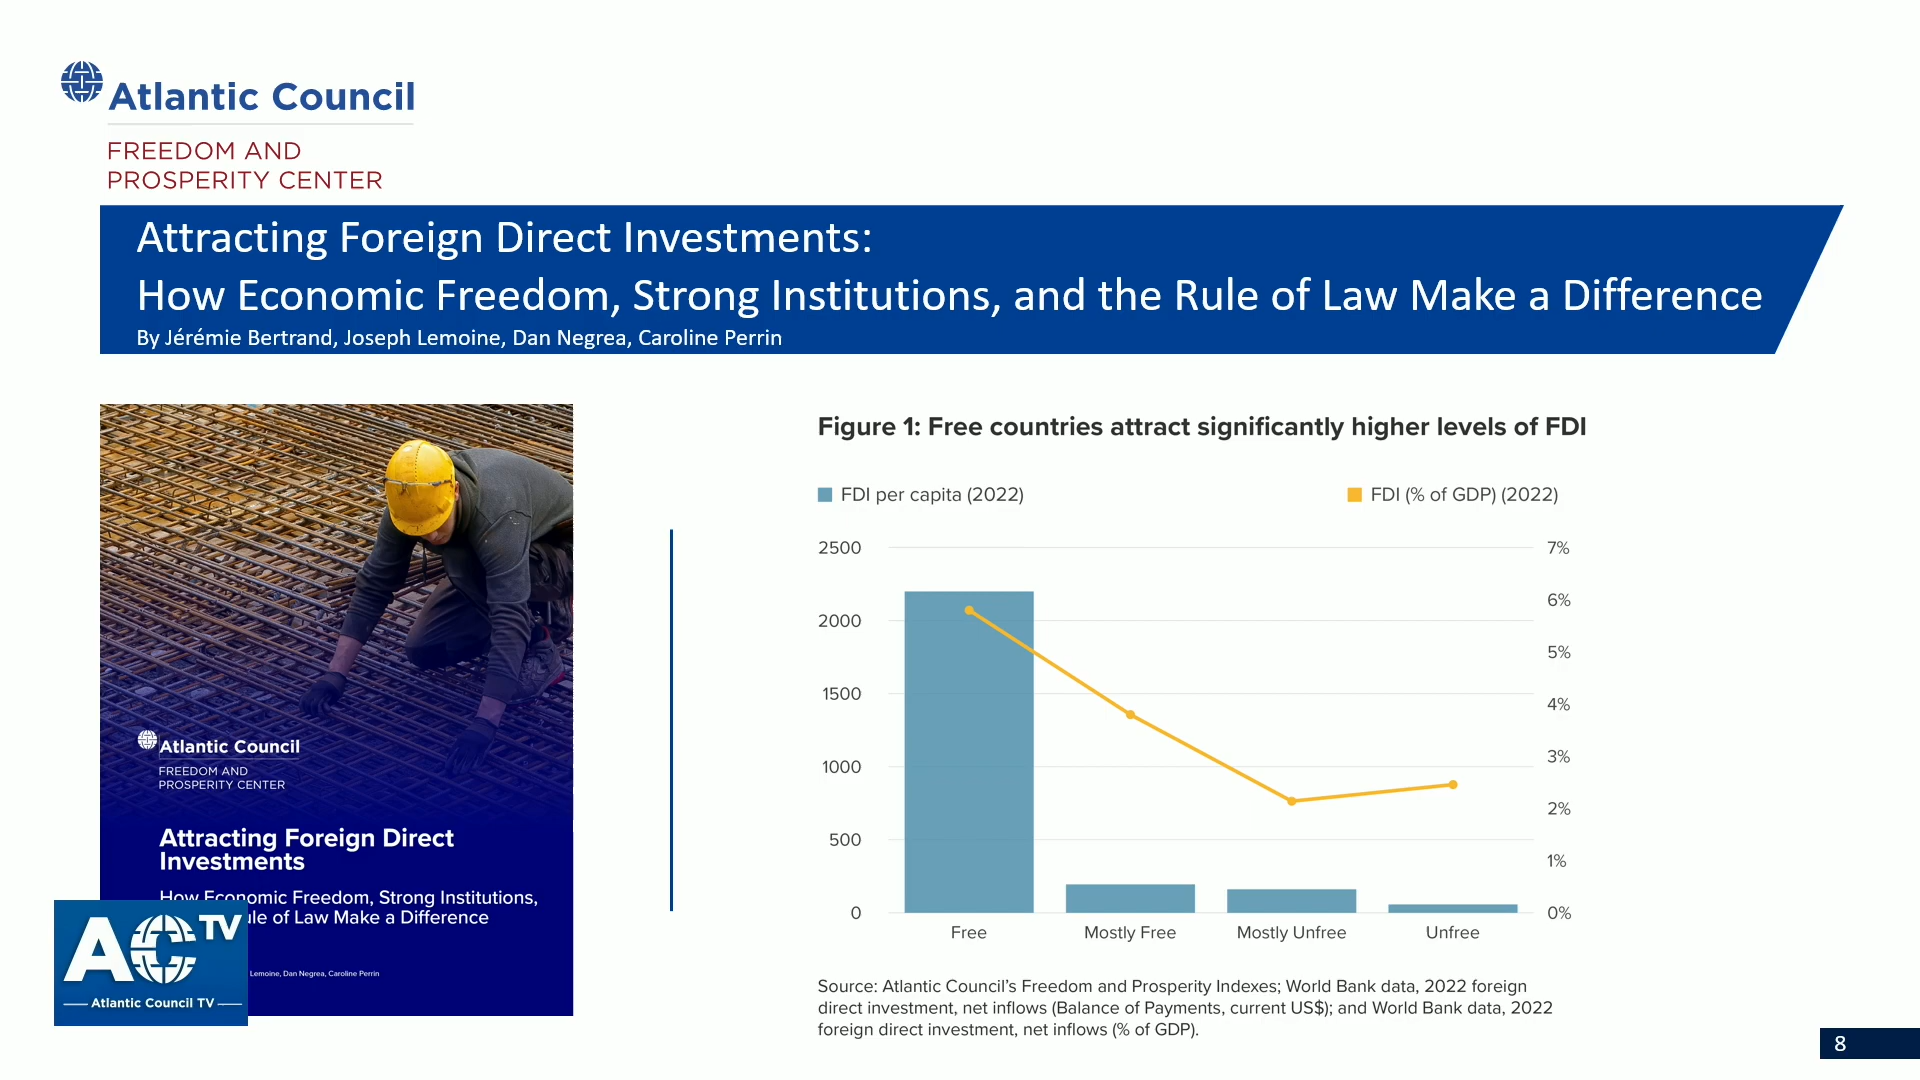 Atlantic Council
FREEDOM AND
PROSPERITY CENTER
Attracting Foreign Direct Investments:
How Economic Freedom, Strong Institutions, and the Rule of Law Make a Difference
By Jérémie Bertrand, Joseph Lemoine, Dan Negrea, Caroline Perrin
Atlantic Council
FREEDOM AND
PROSPERITY CENTER
Attracting Foreign Direct
Investments
How Economic Freedom, Strong Institutions,
of Law Make a Difference
Lemoine, Dan Negrea, Caroline Perrin
AC TV
Atlantic Council TV
Figure 1: Free countries attract significantly higher levels of FDI
FDI per capita (2022)
FDI (% of GDP) (2022)
2500
2000
1500
1000
500
0
7%
6%
5%
4%
3%
2%
1%
0%
Free
Mostly Free
Mostly Unfree
Unfree
Source: Atlantic Council’s Freedom and Prosperity Indexes; World Bank data, 2022 foreign
direct investment, net inflows (Balance of Payments, current US$); and World Bank data, 2022
foreign direct investment, net inflows (% of GDP).
8